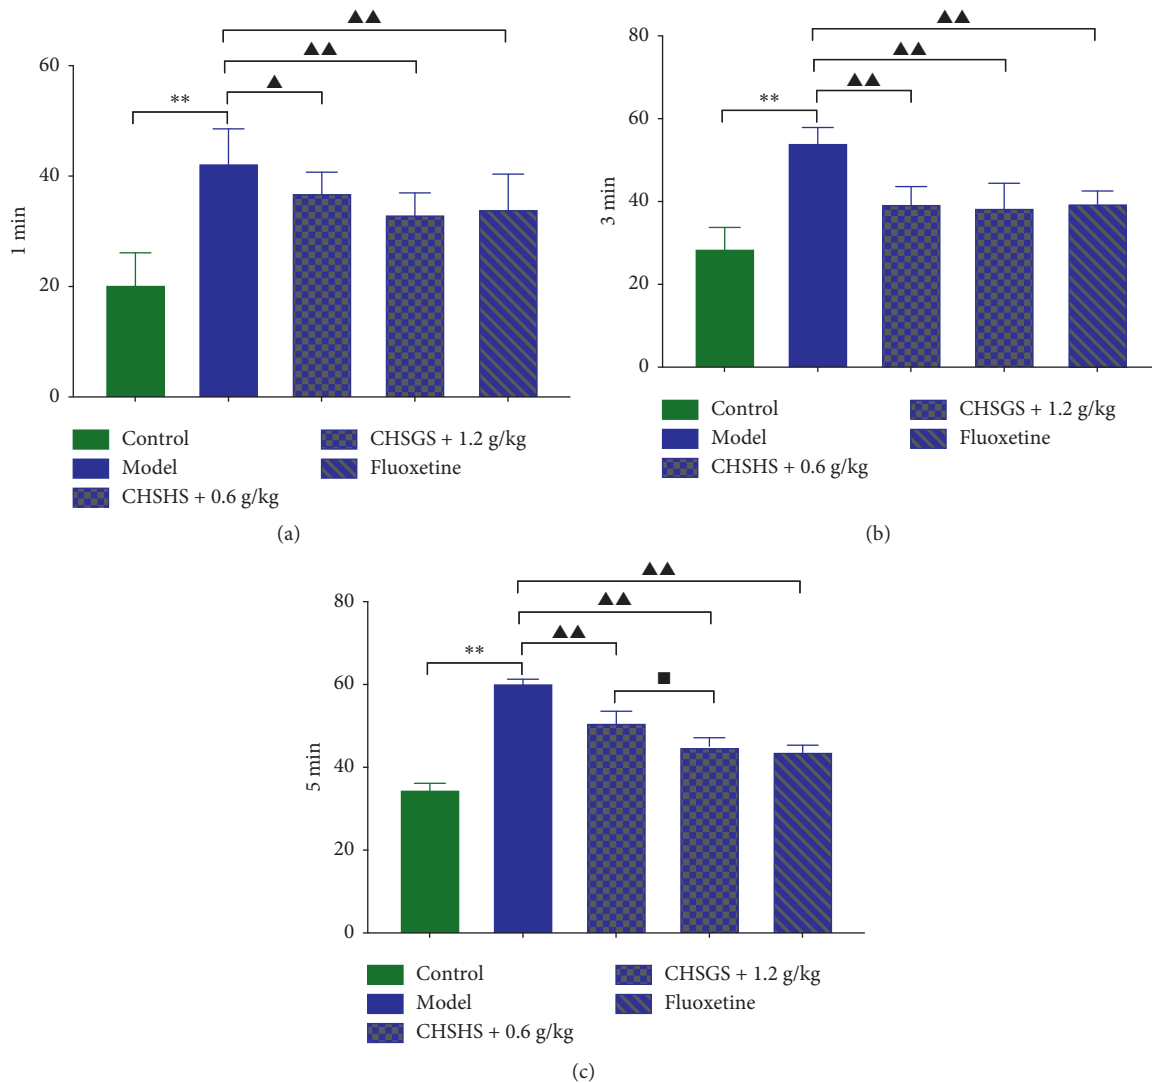 ▲▲
▲▲
▲
**
60
40
20
0
1 min
Control
Model
CHSHS + 0.6 g/kg
CHSGS + 1.2 g/kg
Fluoxetine
(a)
▲▲
▲▲
▲▲
**
80
60
40
20
0
3 min
Control
Model
CHSHS + 0.6 g/kg
CHSGS + 1.2 g/kg
Fluoxetine
(b)
▲▲
▲▲
▲▲
**
■
80
60
40
20
0
5 min
Control
Model
CHSHS + 0.6 g/kg
CHSGS + 1.2 g/kg
Fluoxetine
(c)